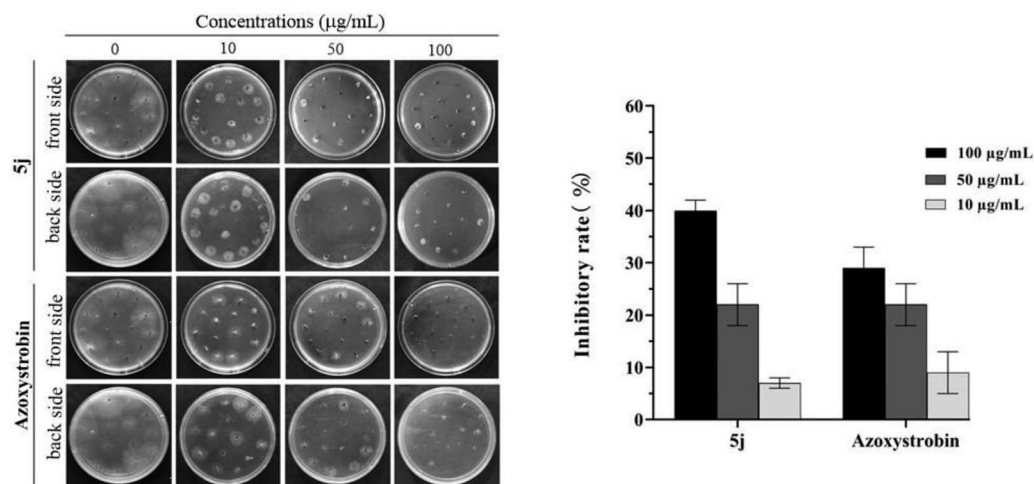 Concentrations (μg/mL)
0 10 50 100
5j
front side
back side
Azoxystrobin
front side
back side
Inhibitory rate( %)
60
50
40
30
20
10
0
100 μg/mL
50 μg/mL
10 μg/mL
5j Azoxystrobin